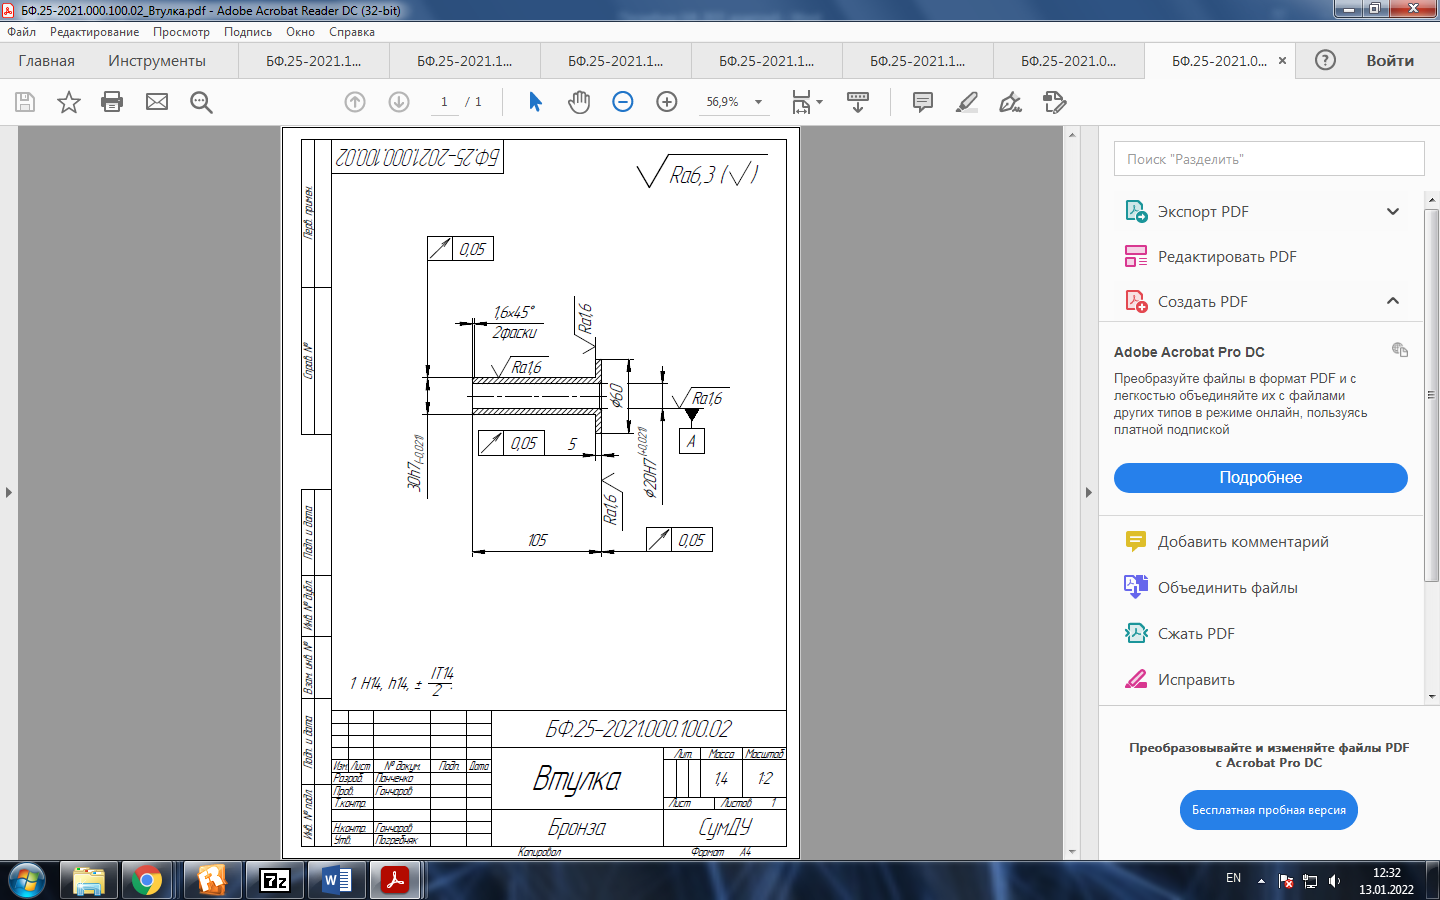 БФ.25-2021.000.100.02_Втулка.pdf - Adobe Acrobat Reader DC (32-bit)
Файл Редактирование Просмотр Подпись Окно Справка
Главная Инструменты БФ.25-2021.1... БФ.25-2021.1... БФ.25-2021.1... БФ.25-2021.1... БФ.25-2021.1... БФ.25-2021.0... БФ.25-2021.0... × Войти
1 / 1 56,9%
БФ.25-2021.000.100.02
Ra6,3 (√)
Перв. примен.
Справ №
Подп. и дата
Инв № дубл.
Взам. инв №
Подп. и дата
Инв. № подл.
0,05
1,6x45°
2фаски
Ra1,6
Ra1,6
ϕ60
Ra1,6
А
0,05
5
30h7(-0,021)
ϕ20H7(+0,021)
Ra1,6
105
0,05
1 H14, h14, ± IT14
2 .
БФ.25-2021.000.100.02
Изм. Лист № докум. Подп. Дата
Разраб. Панченко
Пров. Гончаров
Т.контр.
Н.контр. Гончаров
Утв. Погребняк
Втулка
Лит. Масса Масштаб
1,4 1:2
Лист Листов 1
Бронза
СумДУ
Копировал Формат А4
Поиск "Разделить"
Экспорт PDF
Редактировать PDF
Создать PDF
Adobe Acrobat Pro DC
Преобразуйте файлы в формат PDF и с
легкостью объединяйте их с файлами
других типов в режиме онлайн, пользуясь
платной подпиской
Подробнее
Добавить комментарий
Объединить файлы
Сжать PDF
Исправить
Преобразовывайте и изменяйте файлы PDF
с Acrobat Pro DC
Бесплатная пробная версия
EN
12:32
13.01.2022